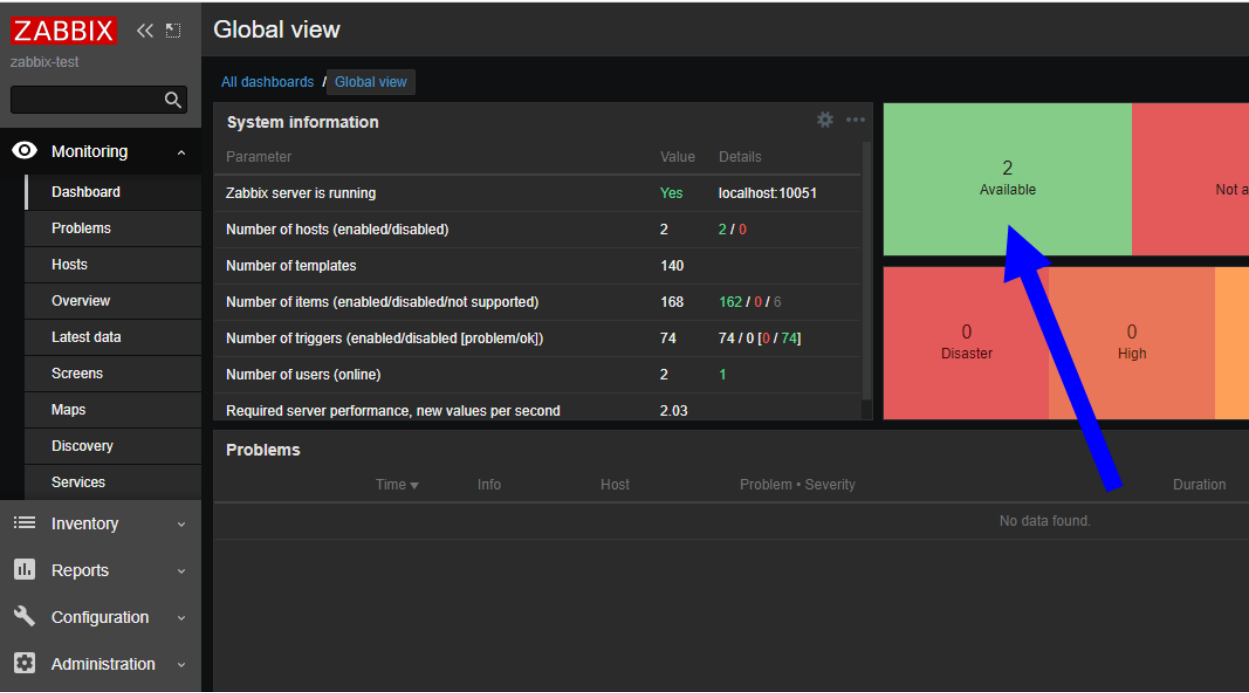 ZABBIX
zabbix-test
Monitoring
Dashboard
Problems
Hosts
Overview
Latest data
Screens
Maps
Discovery
Services
Inventory
Reports
Configuration
Administration
Global view
All dashboards / Global view
System information
Parameter Value Details
Zabbix server is running Yes localhost:10051
Number of hosts (enabled/disabled) 2 2 / 0
Number of templates 140
Number of items (enabled/disabled/not supported) 168 162 / 0 / 6
Number of triggers (enabled/disabled [problem/ok]) 74 74 / 0 [0 / 74]
Number of users (online) 2 1
Required server performance, new values per second 2.03
2
Available
Not a
0
Disaster
0
High
Problems
Time ▼ Info Host Problem • Severity Duration
No data found.